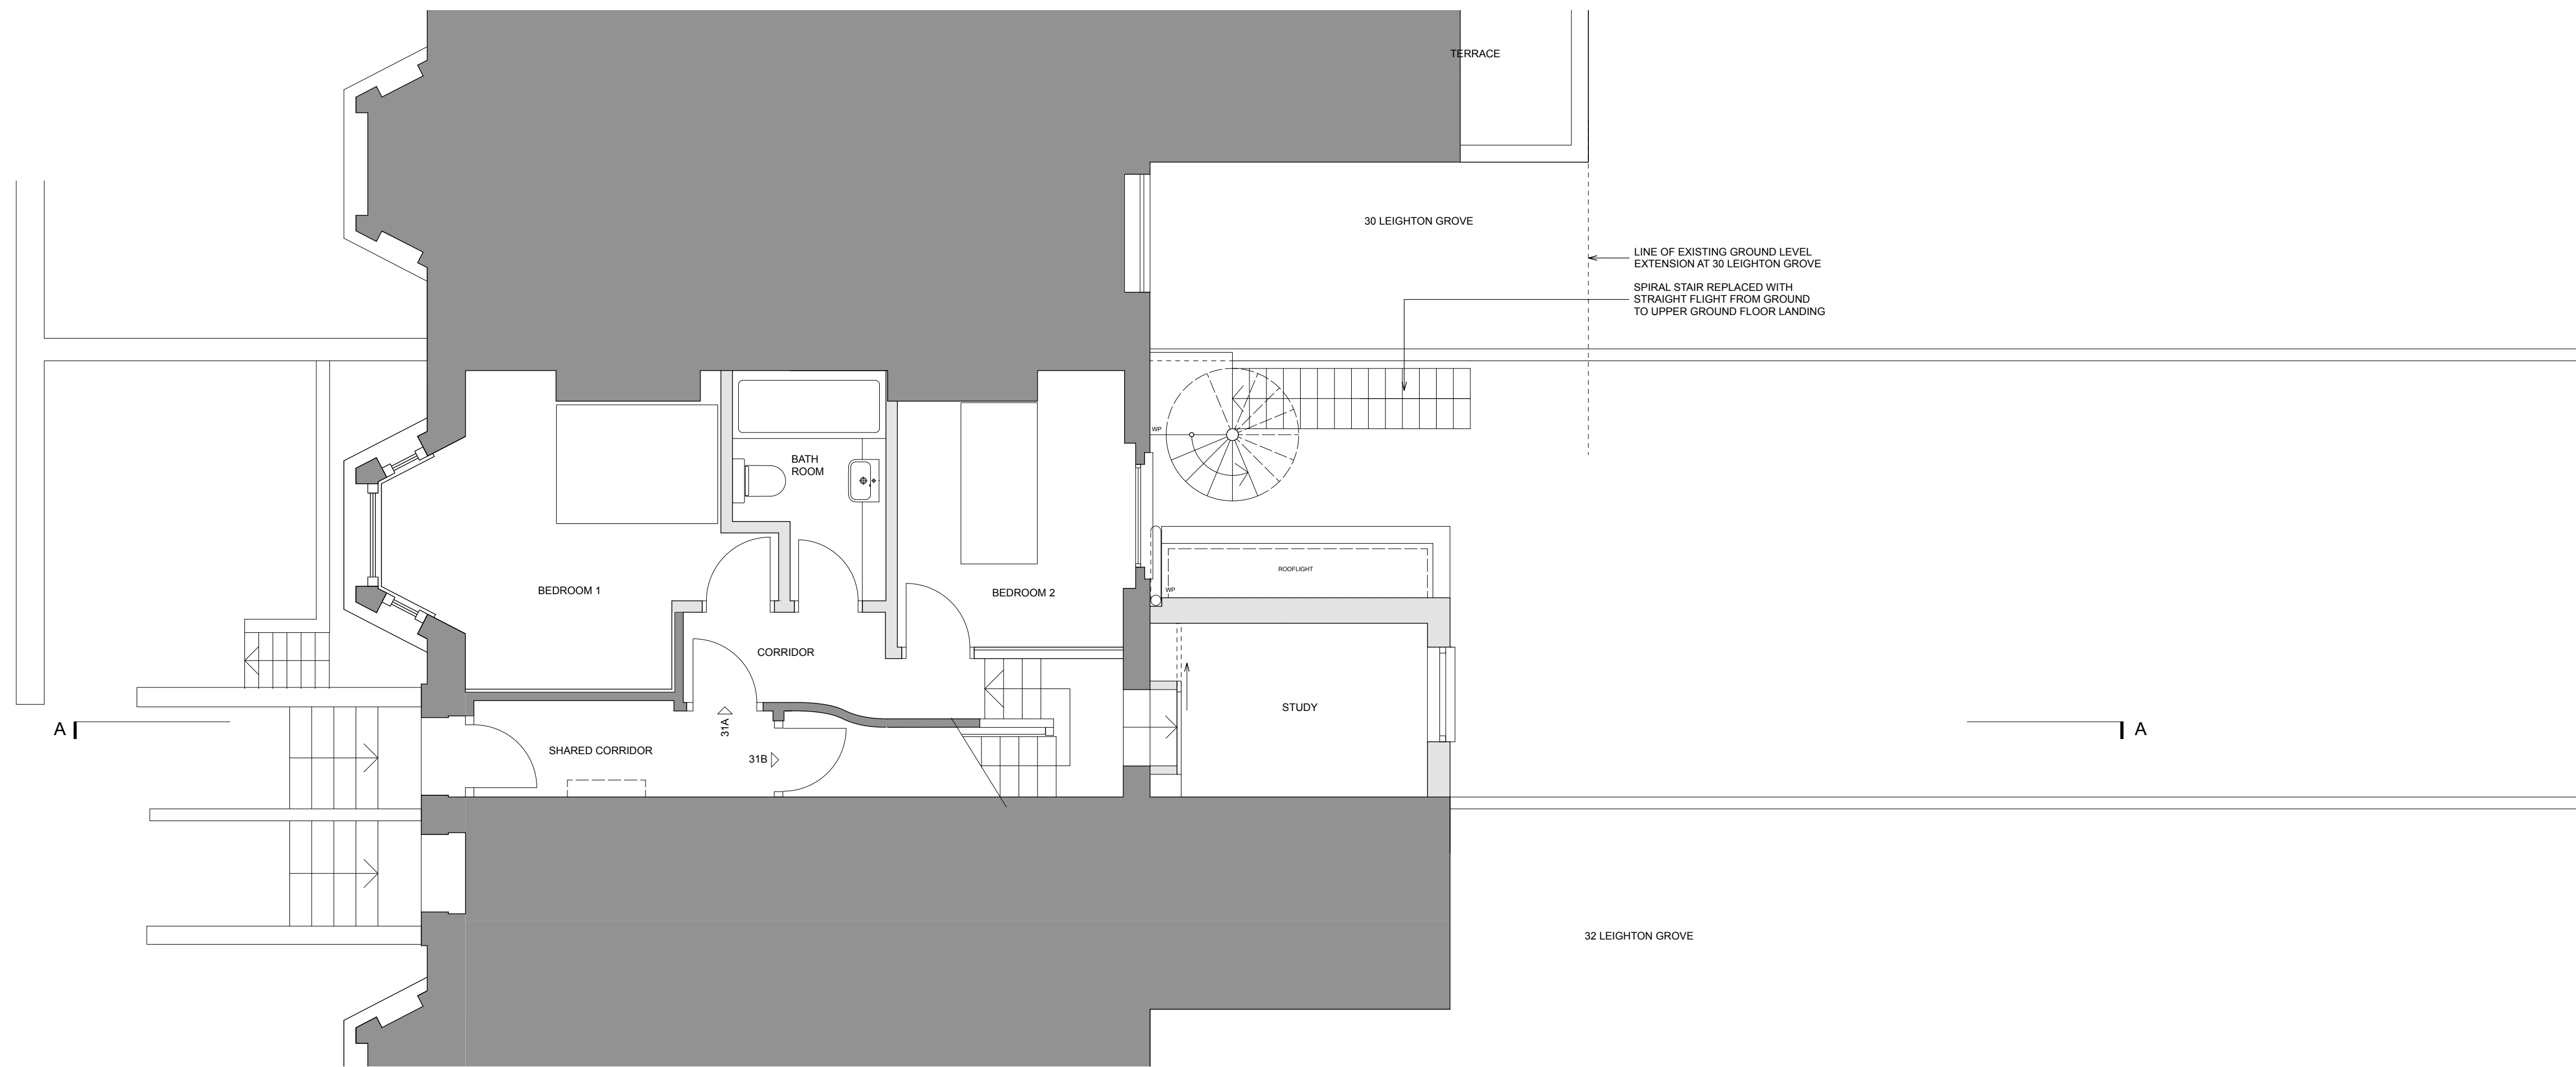 TERRACE
30 LEIGHTON GROVE
LINE OF EXISTING GROUND LEVEL
EXTENSION AT 30 LEIGHTON GROVE
SPIRAL STAIR REPLACED WITH
STRAIGHT FLIGHT FROM GROUND
TO UPPER GROUND FLOOR LANDING
WP
BATH
ROOM
ROOFLIGHT
WP
BEDROOM 1
BEDROOM 2
CORRIDOR
STUDY
A
31A
A
SHARED CORRIDOR
31B
32 LEIGHTON GROVE